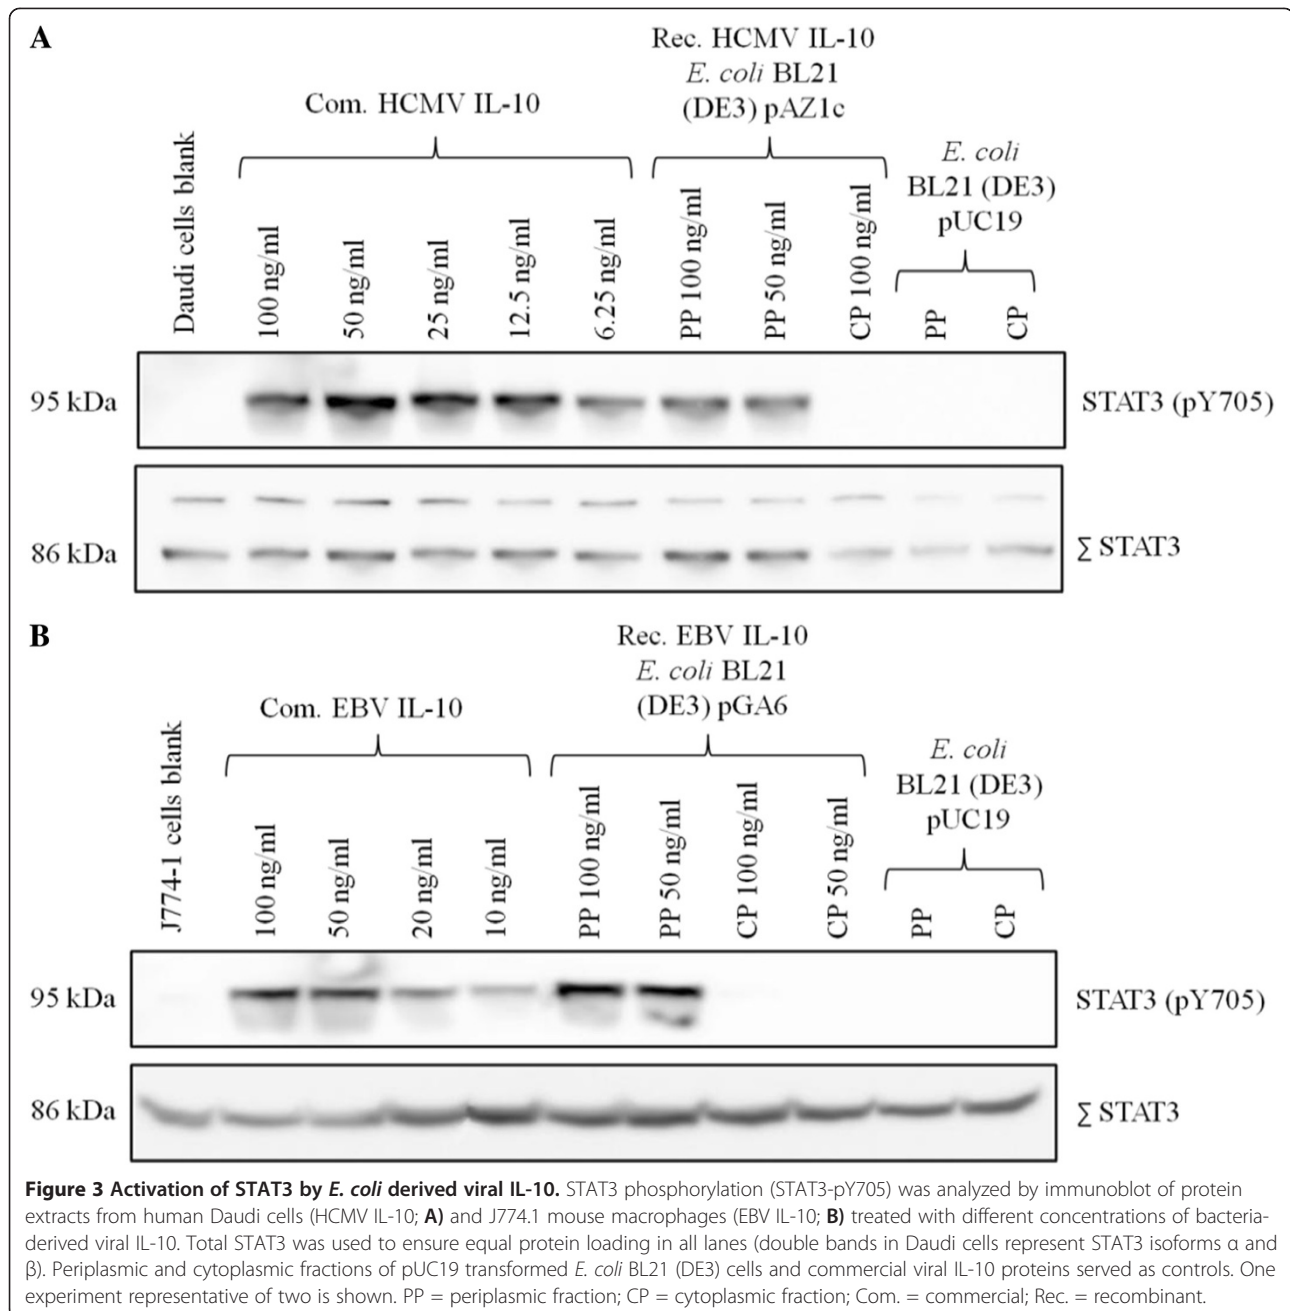 A
Rec. HCMV IL-10
E. coli BL21
(DE3) pAZ1c
Com. HCMV IL-10
E. coli
BL21 (DE3)
pUC19
Daudi cells blank
100 ng/ml
50 ng/ml
25 ng/ml
12.5 ng/ml
6.25 ng/ml
PP 100 ng/ml
PP 50 ng/ml
CP 100 ng/ml
PP
CP
95 kDa
STAT3 (pY705)
86 kDa
∑ STAT3
B
Rec. EBV IL-10
E. coli BL21
(DE3) pGA6
Com. EBV IL-10
E. coli
BL21 (DE3)
pUC19
J774-1 cells blank
100 ng/ml
50 ng/ml
20 ng/ml
10 ng/ml
PP 100 ng/ml
PP 50 ng/ml
CP 100 ng/ml
CP 50 ng/ml
PP
CP
95 kDa
STAT3 (pY705)
86 kDa
∑ STAT3
Figure 3 Activation of STAT3 by E. coli derived viral IL-10. STAT3 phosphorylation (STAT3-pY705) was analyzed by immunoblot of protein
extracts from human Daudi cells (HCMV IL-10; A) and J774.1 mouse macrophages (EBV IL-10; B) treated with different concentrations of bacteria-
derived viral IL-10. Total STAT3 was used to ensure equal protein loading in all lanes (double bands in Daudi cells represent STAT3 isoforms α and
β). Periplasmic and cytoplasmic fractions of pUC19 transformed E. coli BL21 (DE3) cells and commercial viral IL-10 proteins served as controls. One
experiment representative of two is shown. PP = periplasmic fraction; CP = cytoplasmic fraction; Com. = commercial; Rec. = recombinant.